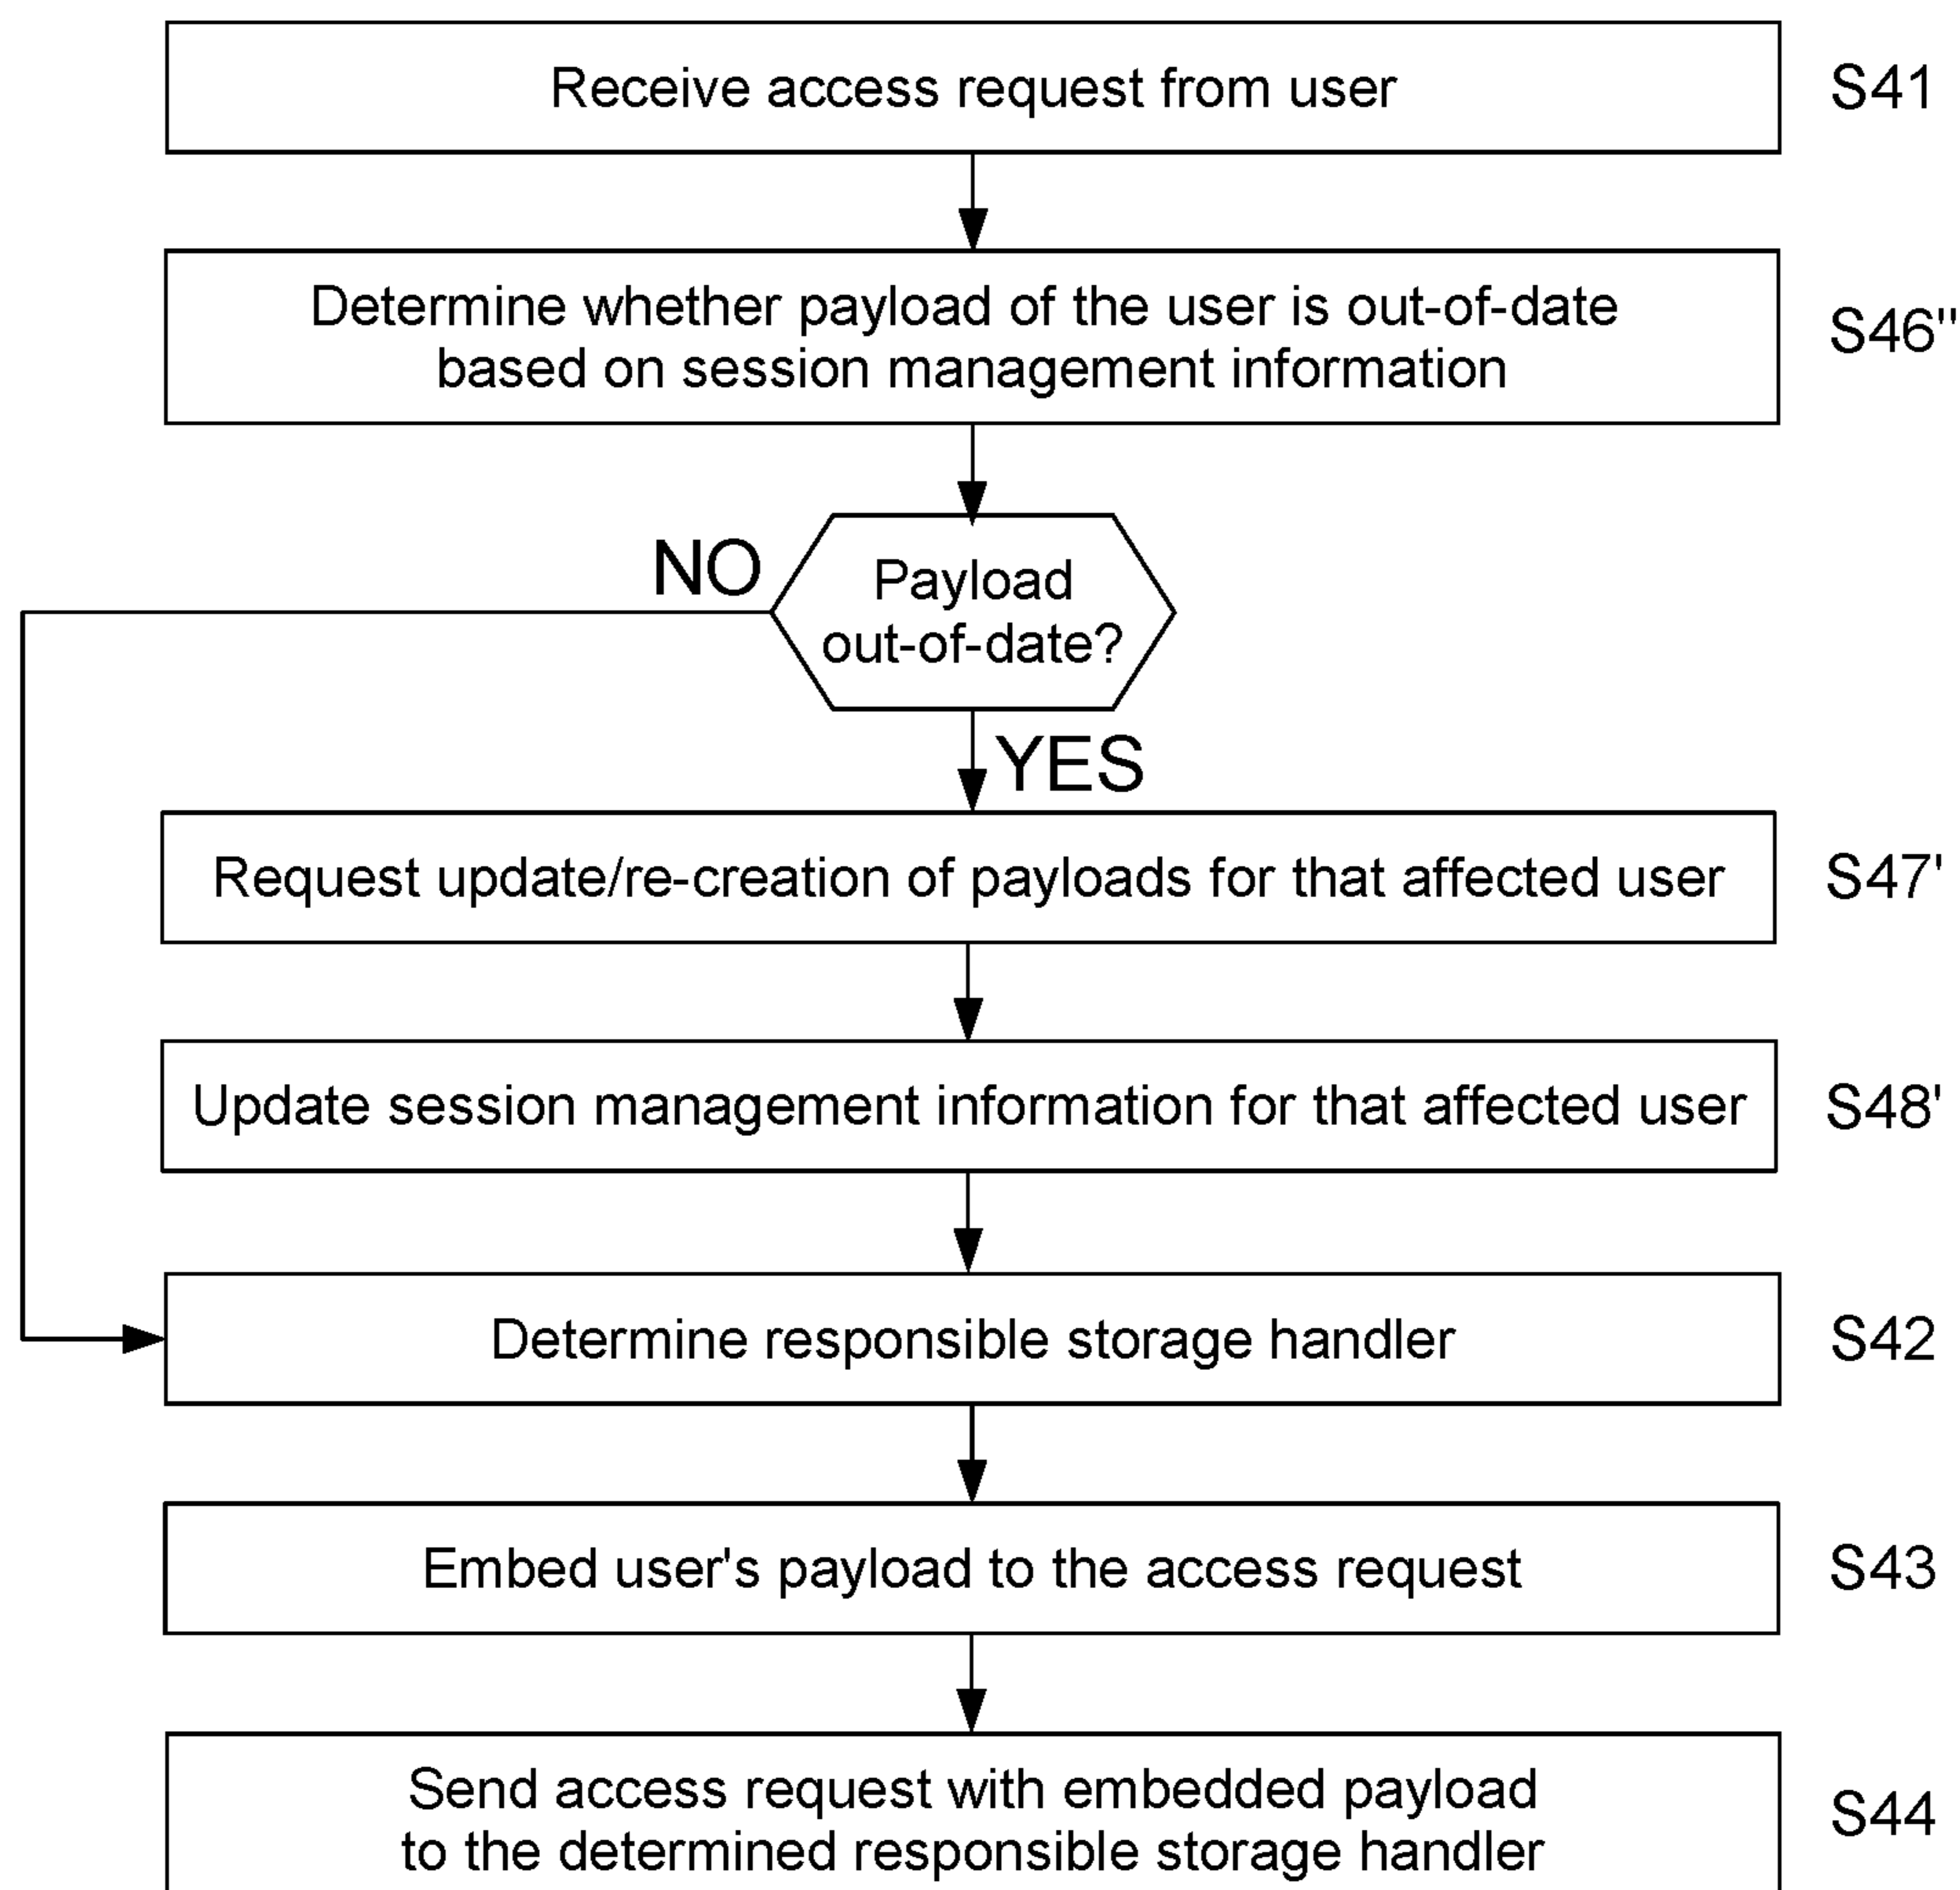 Receive access request from user
S41
Determine whether payload of the user is out-of-date
based on session management information
S46"
NO
Payload
out-of-date?
YES
Request update/re-creation of payloads for that affected user
S47'
Update session management information for that affected user
S48'
Determine responsible storage handler
S42
Embed user's payload to the access request
S43
Send access request with embedded payload
to the determined responsible storage handler
S44